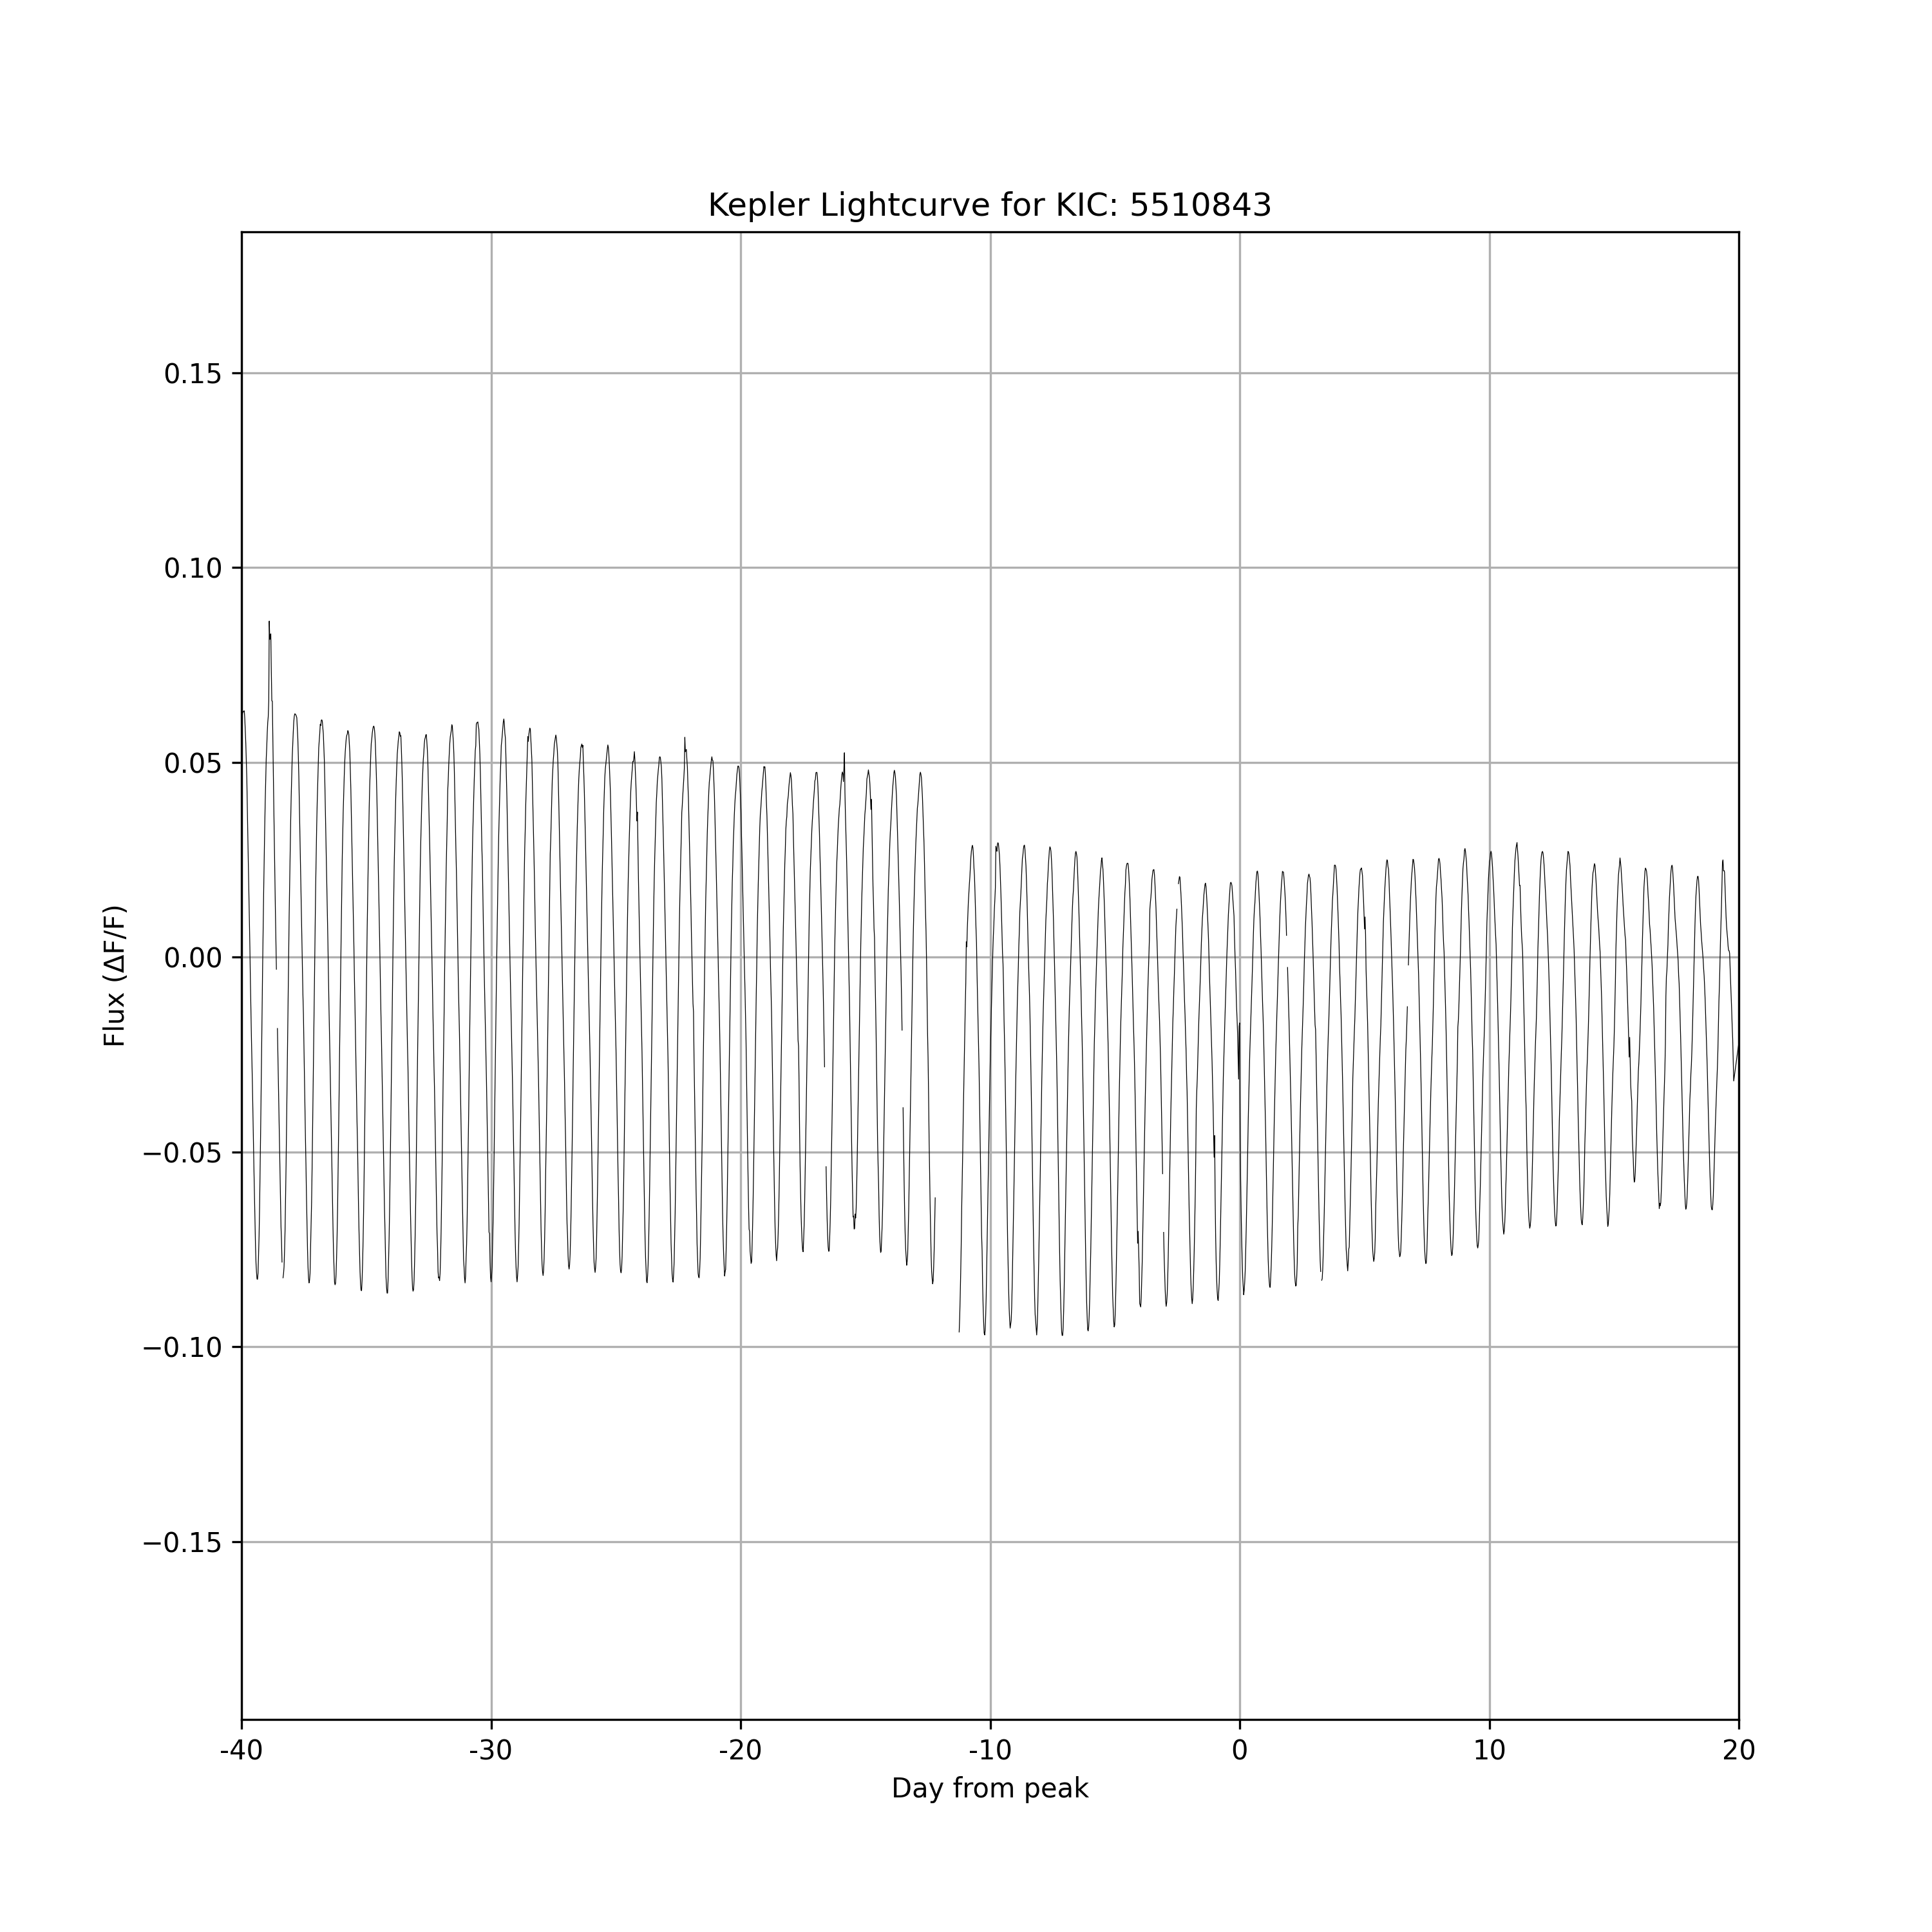 Kepler Lightcurve for KIC: 5510843
0.15
0.10
0.05
0.00
−0.05
−0.10
−0.15
Flux (ΔF/F)
-40 -30 -20 -10 0 10 20
Day from peak